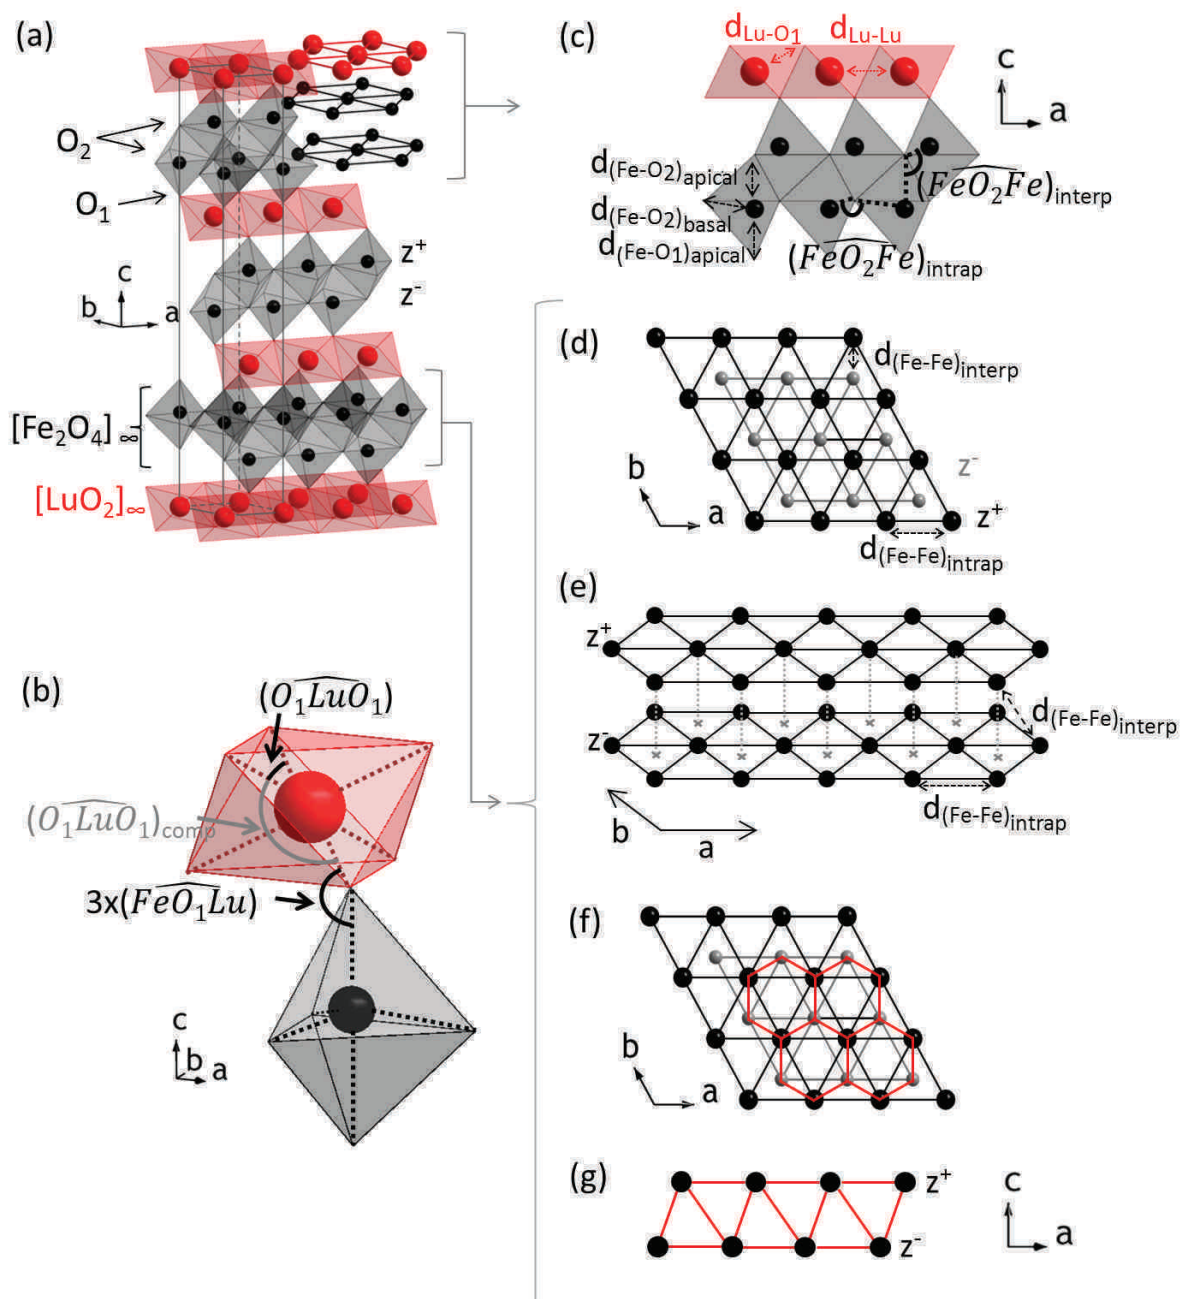 (a)
O₂
O₁
c
b
a
z⁺
z⁻
[Fe₂O₄]∞
[LuO₂]∞
(b)
(O₁LuO₁)
(O₁LuO₁)comp
3x(FeO₁Lu)
c
b
a
(c)
dLu-O₁
dLu-Lu
c
a
d(Fe-O₂)apical
d(Fe-O₂)basal
d(Fe-O₁)apical
(FeO₂Fe)interp
(FeO₂Fe)intrap
(d)
d(Fe-Fe)interp
b
a
z⁻
z⁺
d(Fe-Fe)intrap
(e)
z⁺
z⁻
d(Fe-Fe)interp
d(Fe-Fe)intrap
b
a
(f)
b
a
(g)
z⁺
z⁻
c
a